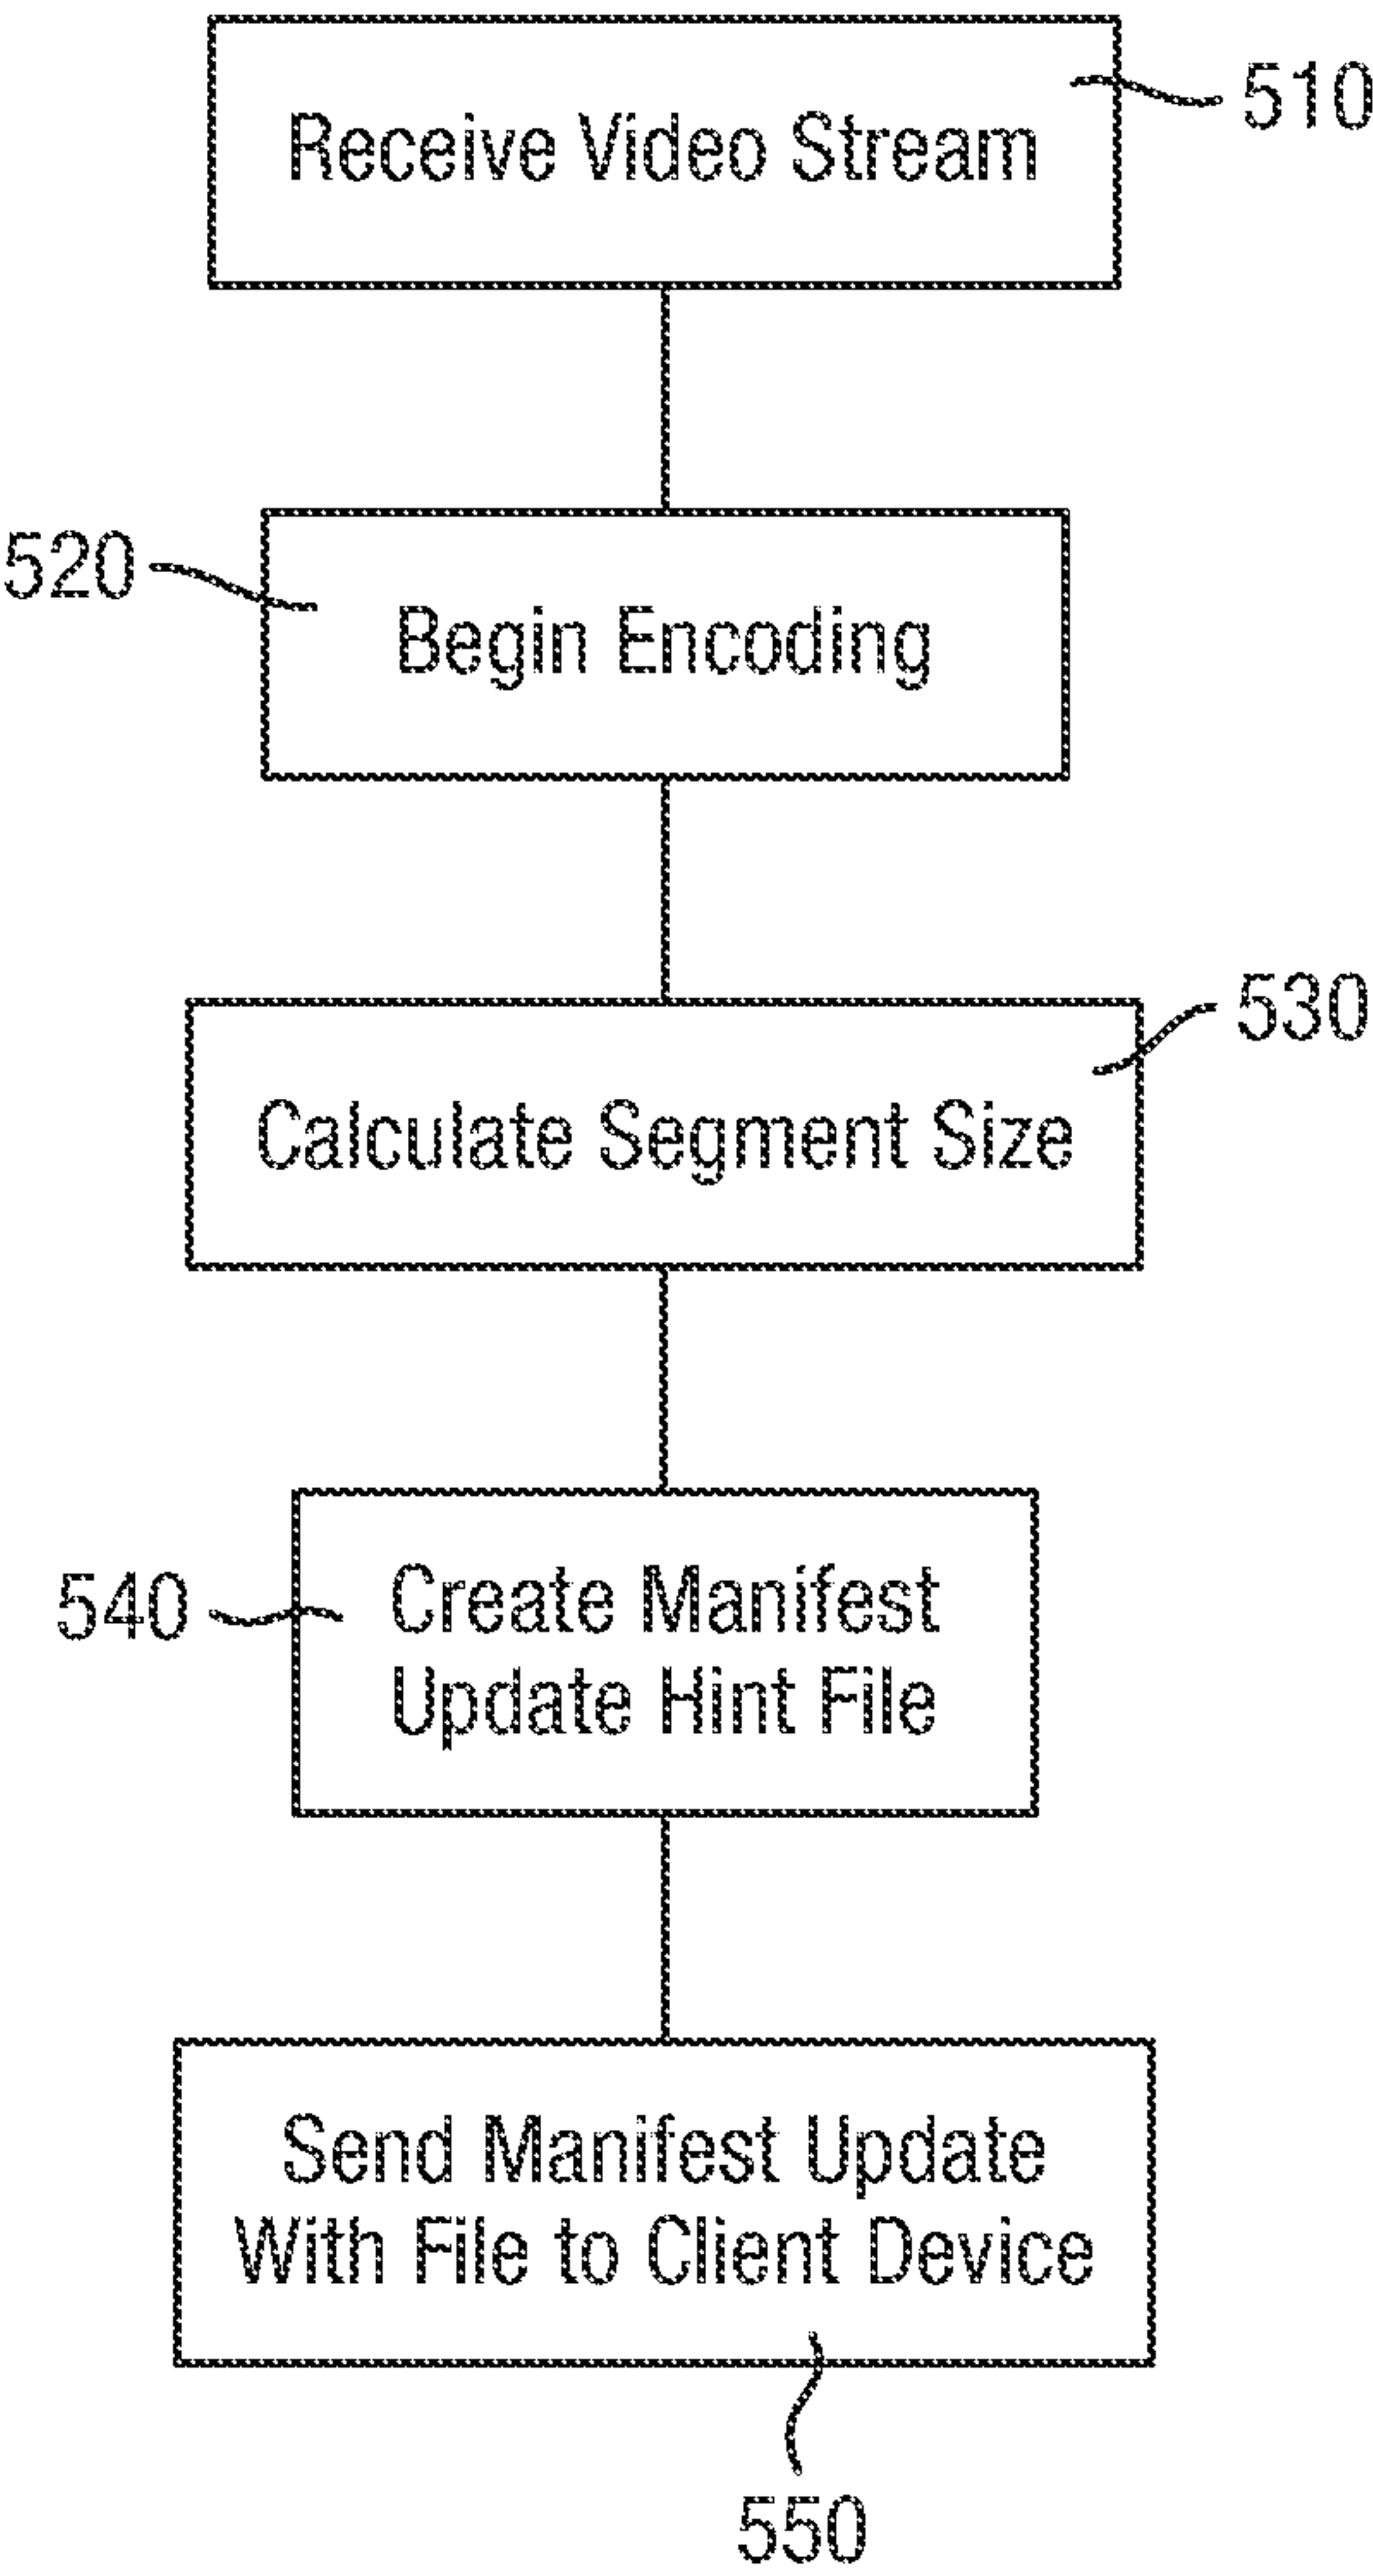 Receive Video Stream
510
520
Begin Encoding
530
Calculate Segment Size
540
Create Manifest
Update Hint File
Send Manifest Update
With File to Client Device
550